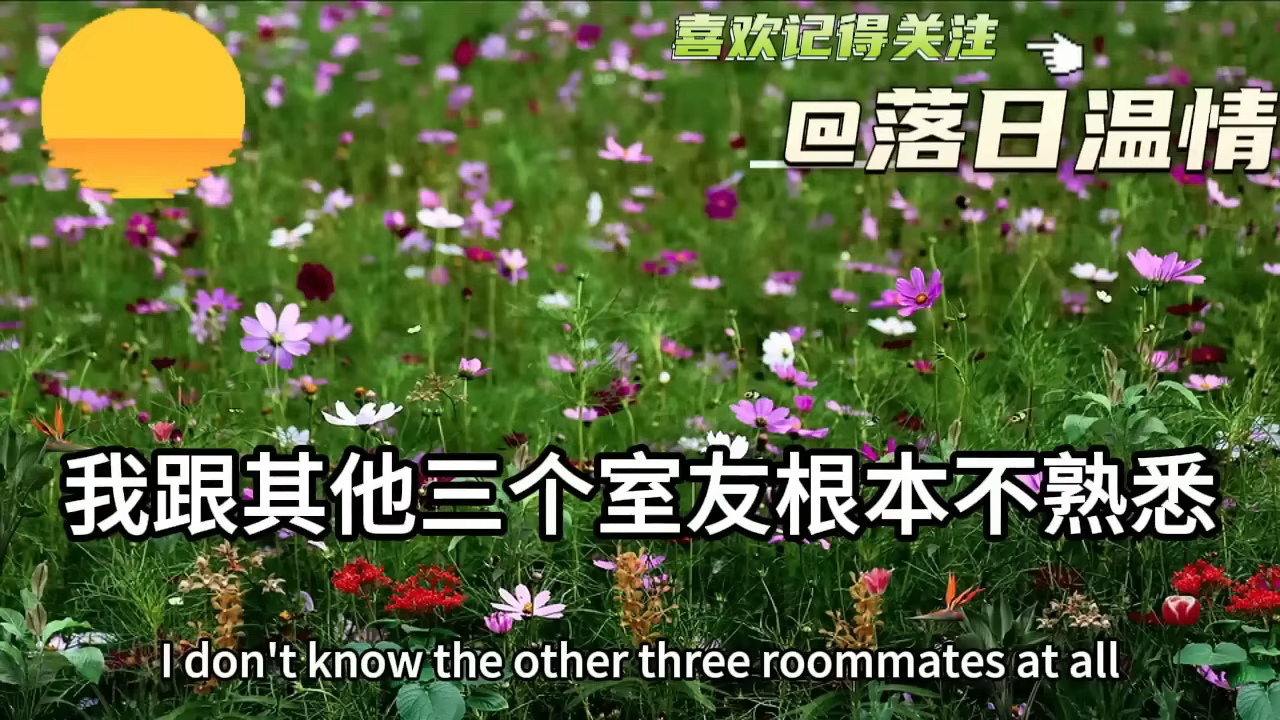 喜欢记得关注
@落日温情
我跟其他三个室友根本不熟悉
I don't know the other three roommates at all